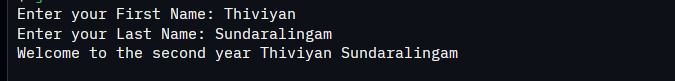 Enter your First Name: Thiviyan
Enter your Last Name: Sundaralingam
Welcome to the second year Thiviyan Sundaralingam